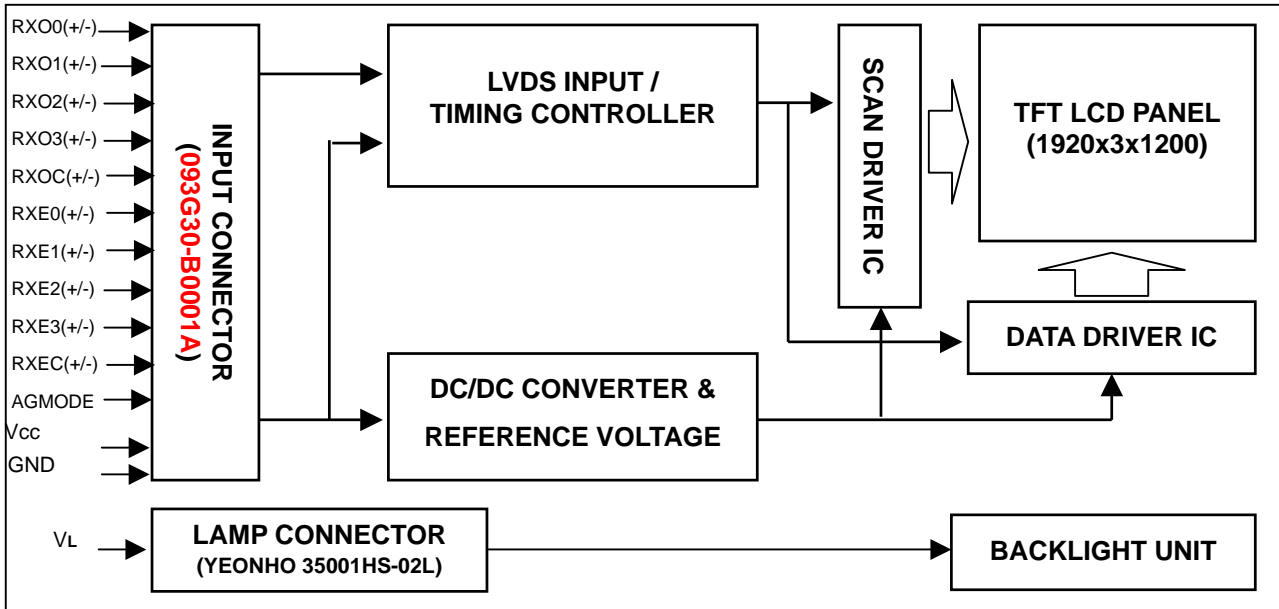 RXO0(+/-)
RXO1(+/-)
RXO2(+/-)
RXO3(+/-)
RXOC(+/-)
RXE0(+/-)
RXE1(+/-)
RXE2(+/-)
RXE3(+/-)
RXEC(+/-)
AGMODE
Vcc
GND
INPUT CONNECTOR
(093G30-B0001A)
LVDS INPUT /
TIMING CONTROLLER
SCAN DRIVER IC
TFT LCD PANEL
(1920x3x1200)
DATA DRIVER IC
DC/DC CONVERTER &
REFERENCE VOLTAGE
VL
LAMP CONNECTOR
(YEONHO 35001HS-02L)
BACKLIGHT UNIT